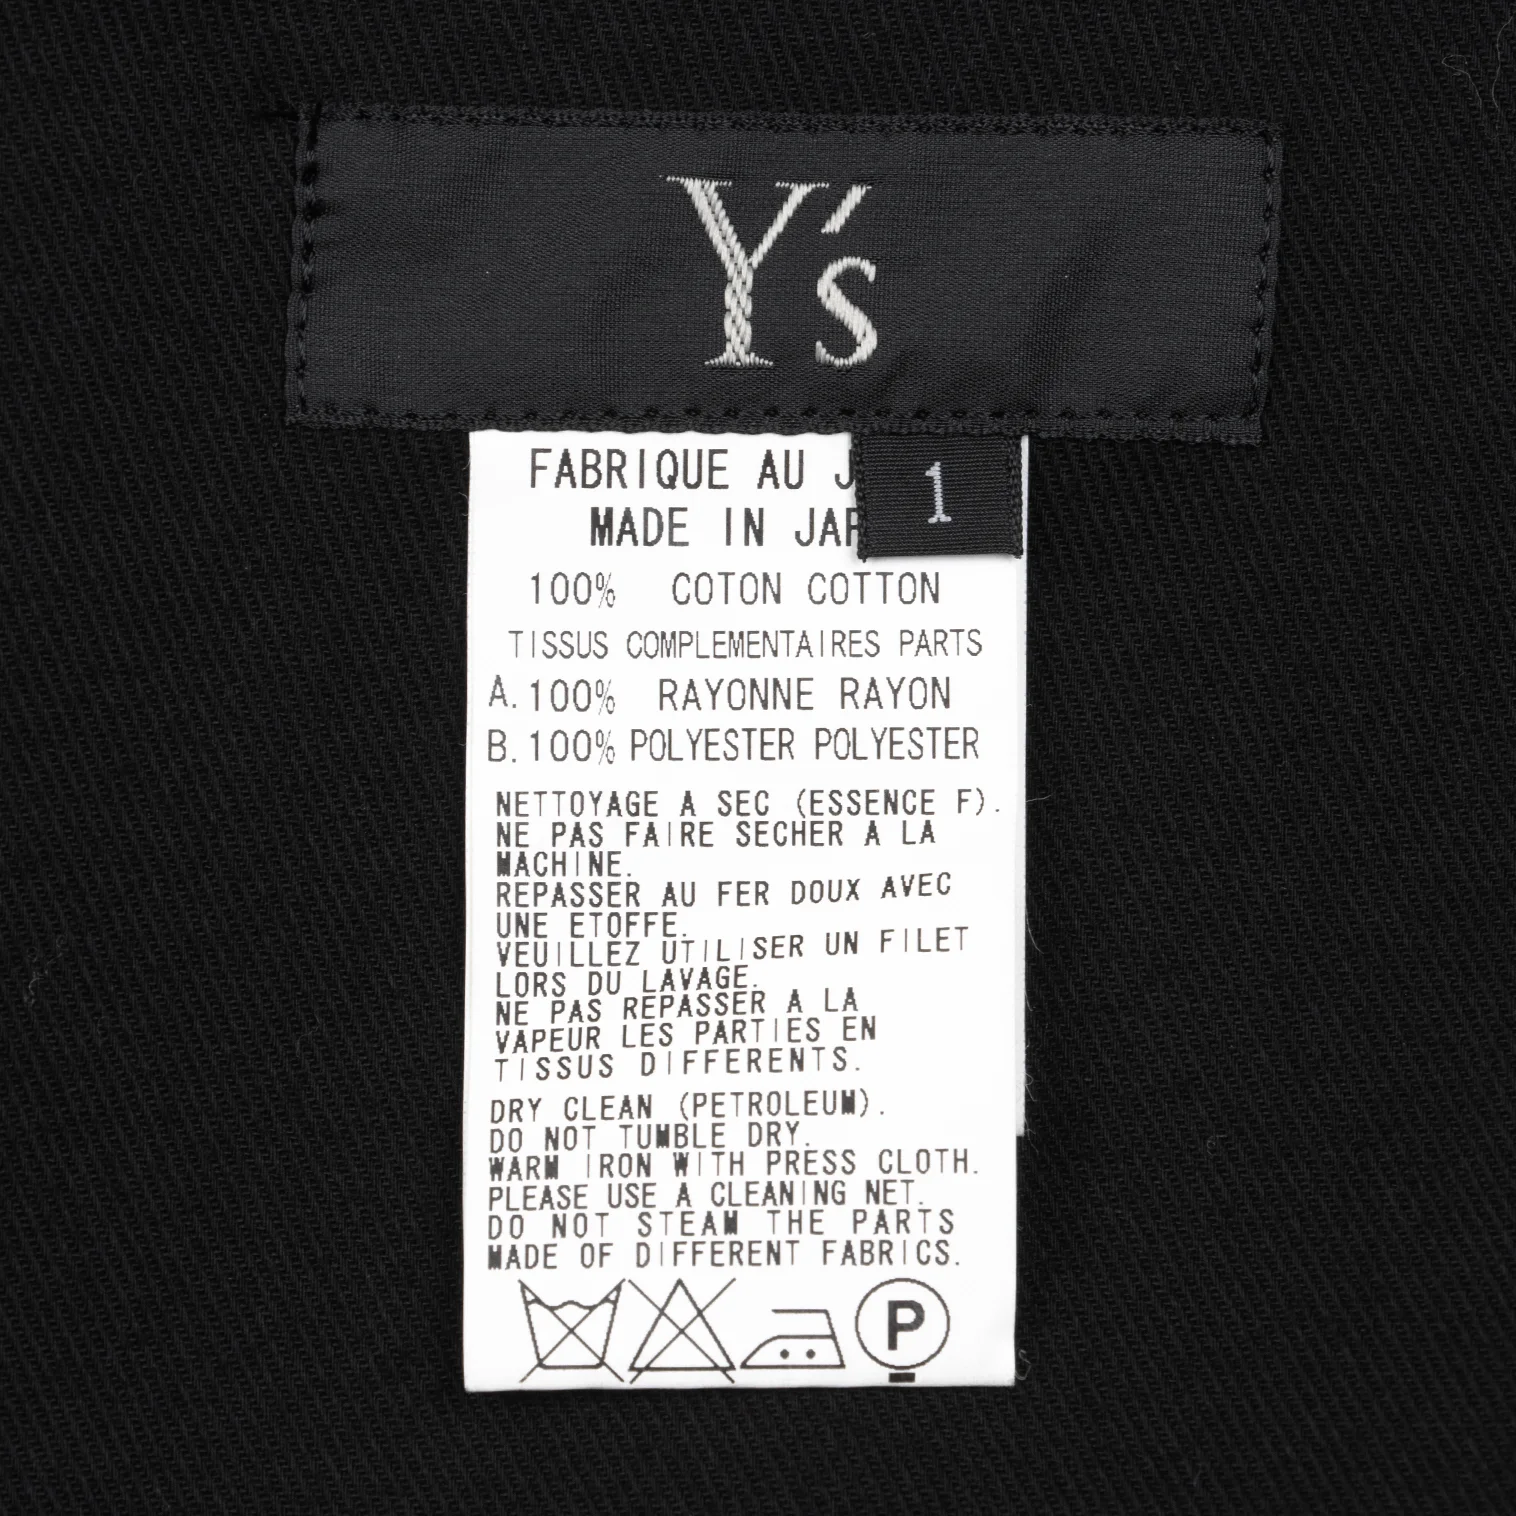 Y's
1
FABRIQUE AU J
MADE IN JAP
100% COTON COTTON
TISSUS COMPLEMENTAIRES PARTS
A. 100% RAYONNE RAYON
B. 100% POLYESTER POLYESTER
NETTOYAGE A SEC (ESSENCE F).
NE PAS FAIRE SECHER A LA
MACHINE.
REPASSER AU FER DOUX AVEC
UNE ETOFFE.
VEUILLEZ UTILISER UN FILET
LORS DU LAVAGE.
NE PAS REPASSER A LA
VAPEUR LES PARTIES EN
TISSUS DIFFERENTS.
DRY CLEAN (PETROLEUM).
DO NOT TUMBLE DRY.
WARM IRON WITH PRESS CLOTH.
PLEASE USE A CLEANING NET.
DO NOT STEAM THE PARTS
MADE OF DIFFERENT FABRICS.
P